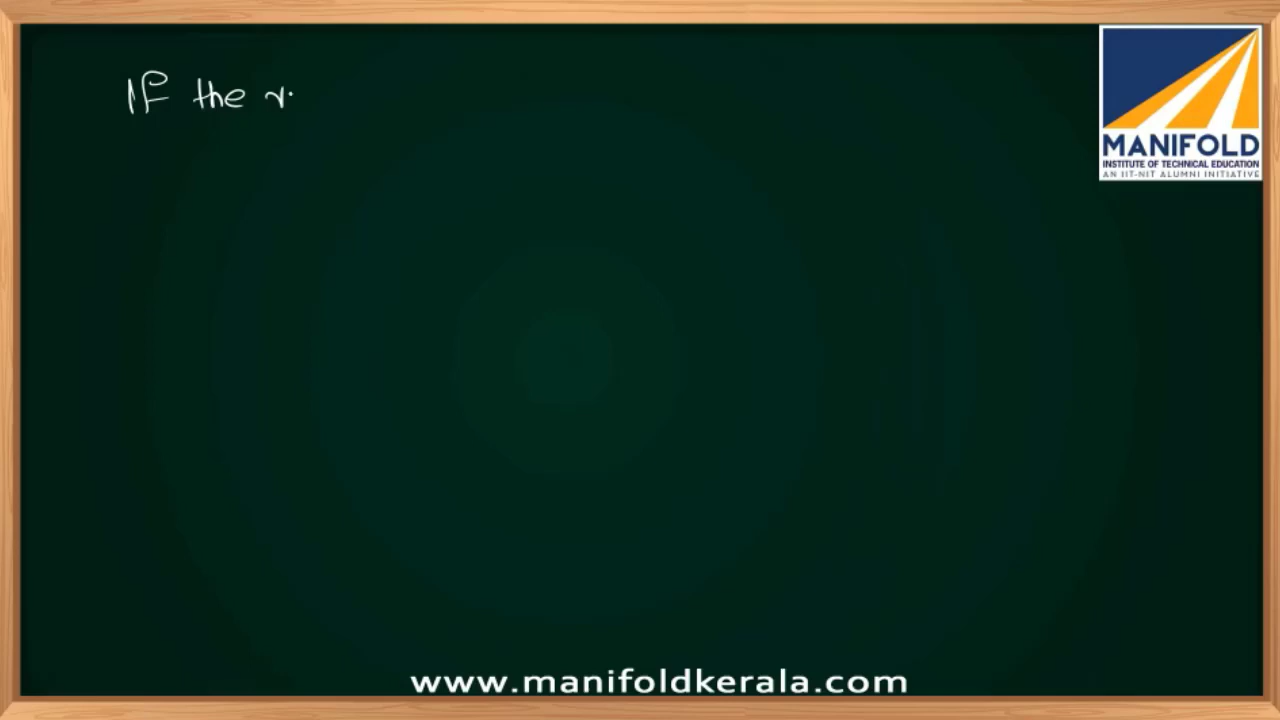 If the
MANIFOLD
INSTITUTE OF TECHNICAL EDUCATION
AN IIT-NIT ALUMNI INITIATIVE
www.manifoldkerala.com